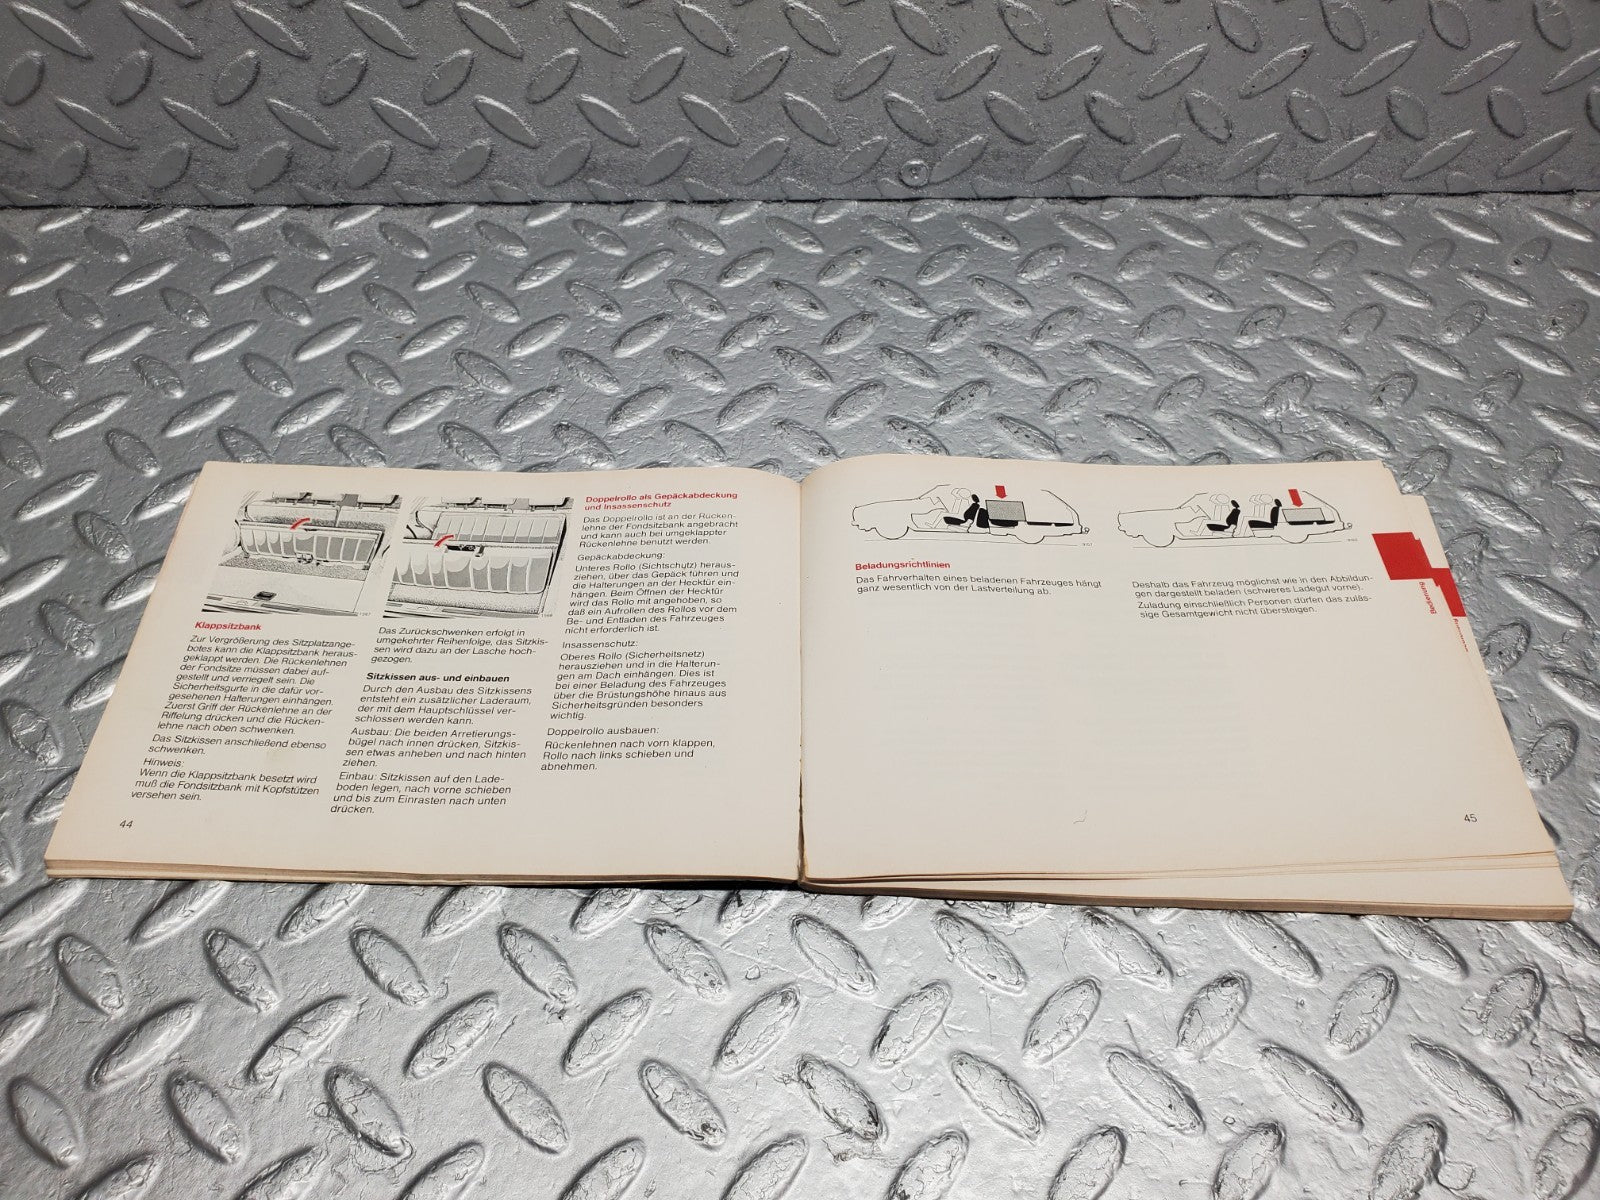 Klappsitzbank
Zur Vergrößerung des Sitzplatzange-
botes kann die Klappsitzbank heraus-
geklappt werden. Die Rückenlehnen
der Fondsitze müssen dabei auf-
gestellt und verriegelt sein. Die
Sicherheitsgurte in die dafür vor-
gesehenen Halterungen einhängen.
Zuerst Griff der Rückenlehne an der
Riffelung drücken und die Rücken-
lehne nach oben schwenken.
Das Sitzkissen anschließend ebenso
schwenken.
Hinweis:
Wenn die Klappsitzbank besetzt wird
muß die Fondsitzbank mit Kopfstützen
versehen sein.
44
Das Zurückschwenken erfolgt in
umgekehrter Reihenfolge, das Sitzkis-
sen wird dazu an der Lasche hoch-
gezogen.
Sitzkissen aus- und einbauen
Durch den Ausbau des Sitzkissens
entsteht ein zusätzlicher Laderaum,
der mit dem Hauptschlüssel ver-
schlossen werden kann.
Ausbau: Die beiden Arretierungs-
bügel nach innen drücken, Sitzkis-
sen etwas anheben und nach hinten
ziehen.
Einbau: Sitzkissen auf den Lade-
boden legen, nach vorne schieben
und bis zum Einrasten nach unten
drücken.
Doppelrollo als Gepäckabdeckung
und Insassenschutz
Das Doppelrollo ist an der Rücken-
lehne der Fondsitzbank angebracht
und kann auch bei umgeklappter
Rückenlehne benutzt werden.
Gepäckabdeckung:
Unteres Rollo (Sichtschutz) heraus-
ziehen, über das Gepäck führen und
die Halterungen an der Hecktür ein-
hängen. Beim Öffnen der Hecktür
wird das Rollo mit angehoben, so
daß ein Aufrollen des Rollos vor dem
Be- und Entladen des Fahrzeuges
nicht erforderlich ist.
Insassenschutz:
Oberes Rollo (Sicherheitsnetz)
herausziehen und in die Halterun-
gen am Dach einhängen. Dies ist
bei einer Beladung des Fahrzeuges
über die Brüstungshöhe hinaus aus
Sicherheitsgründen besonders
wichtig.
Doppelrollo ausbauen:
Rückenlehnen nach vorn klappen,
Rollo nach links schieben und
abnehmen.
Beladungsrichtlinien
Das Fahrverhalten eines beladenen Fahrzeuges hängt
ganz wesentlich von der Lastverteilung ab.
Deshalb das Fahrzeug möglichst wie in den Abbildun-
gen dargestellt beladen (schweres Ladegut vorne).
Zuladung einschließlich Personen dürfen das zuläs-
sige Gesamtgewicht nicht übersteigen.
Bedienung
45